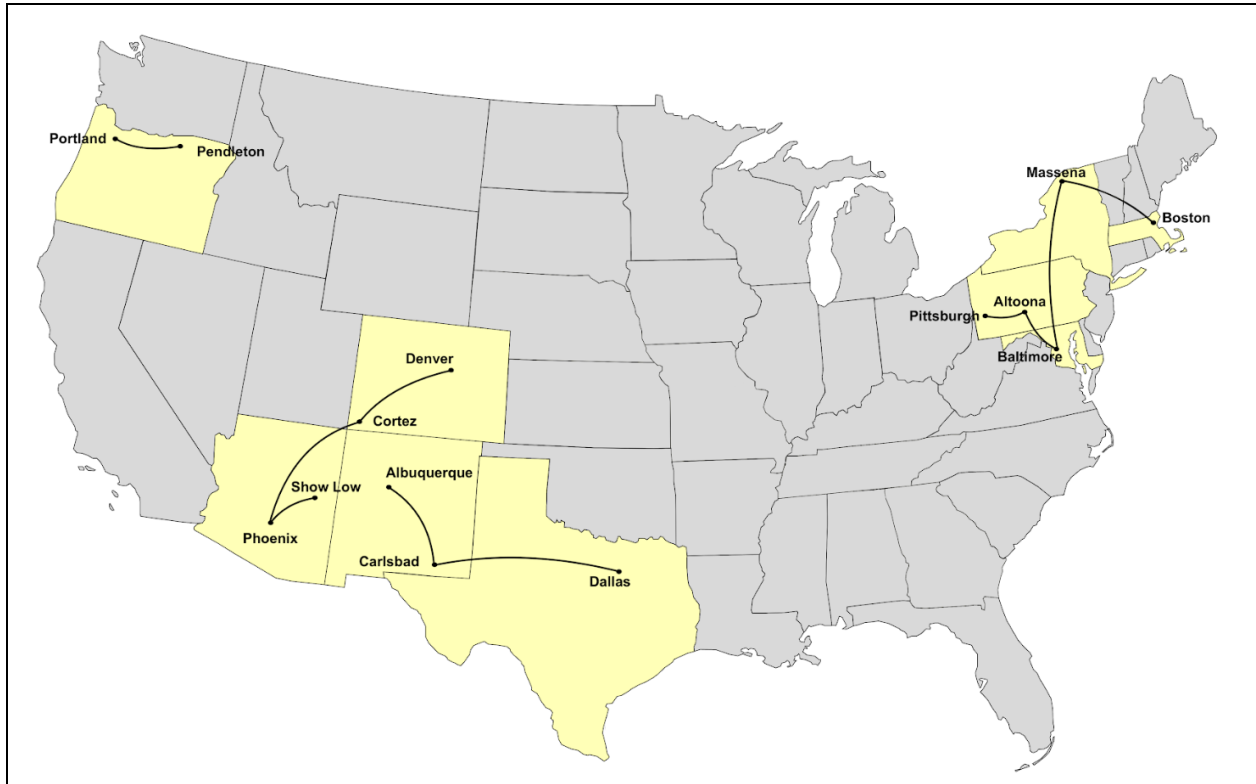 Portland
Pendleton
Massena
Boston
Altoona
Pittsburgh
Baltimore
Denver
Cortez
Albuquerque
Show Low
Phoenix
Carlsbad
Dallas